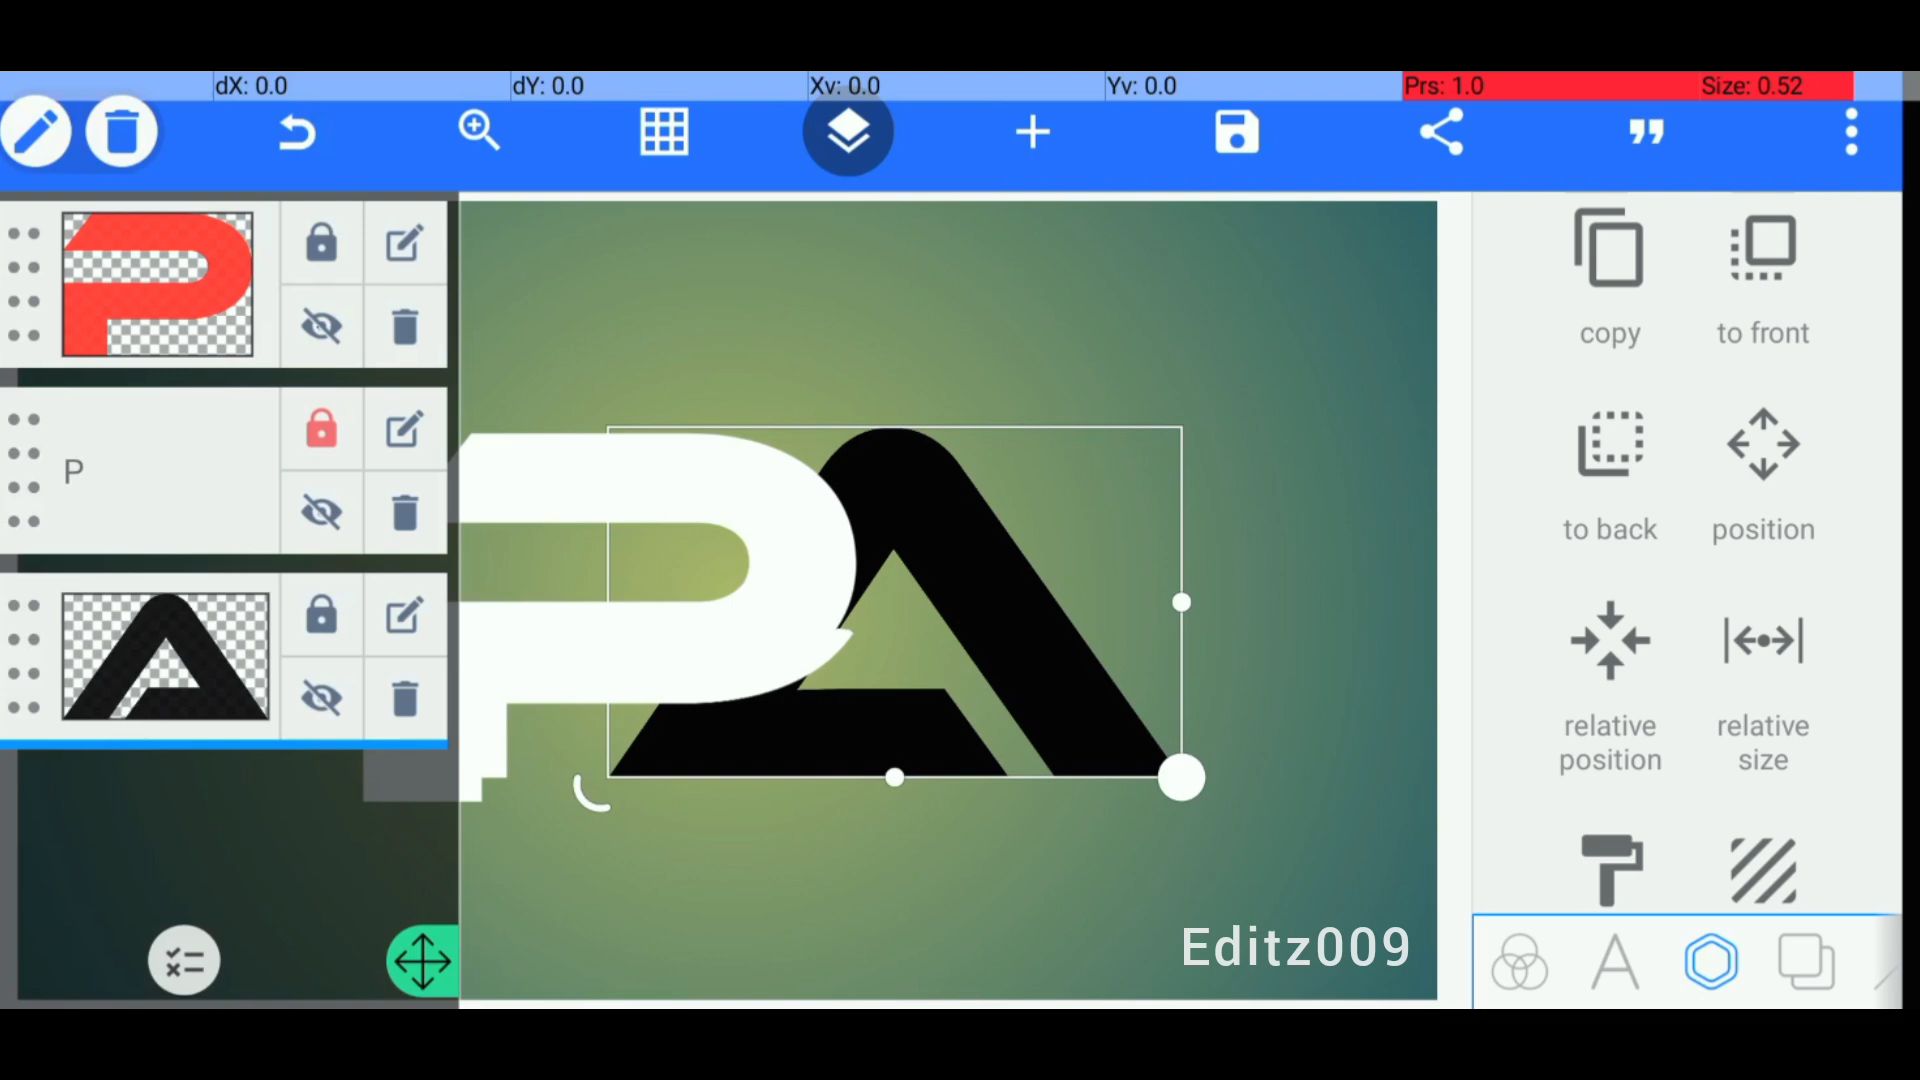 dX: 0.0
dY: 0.0
Xv: 0.0
Yv: 0.0
Prs: 1.0
Size: 0.52
P
PA
copy
to front
to back
position
relative
position
relative
size
Editz009